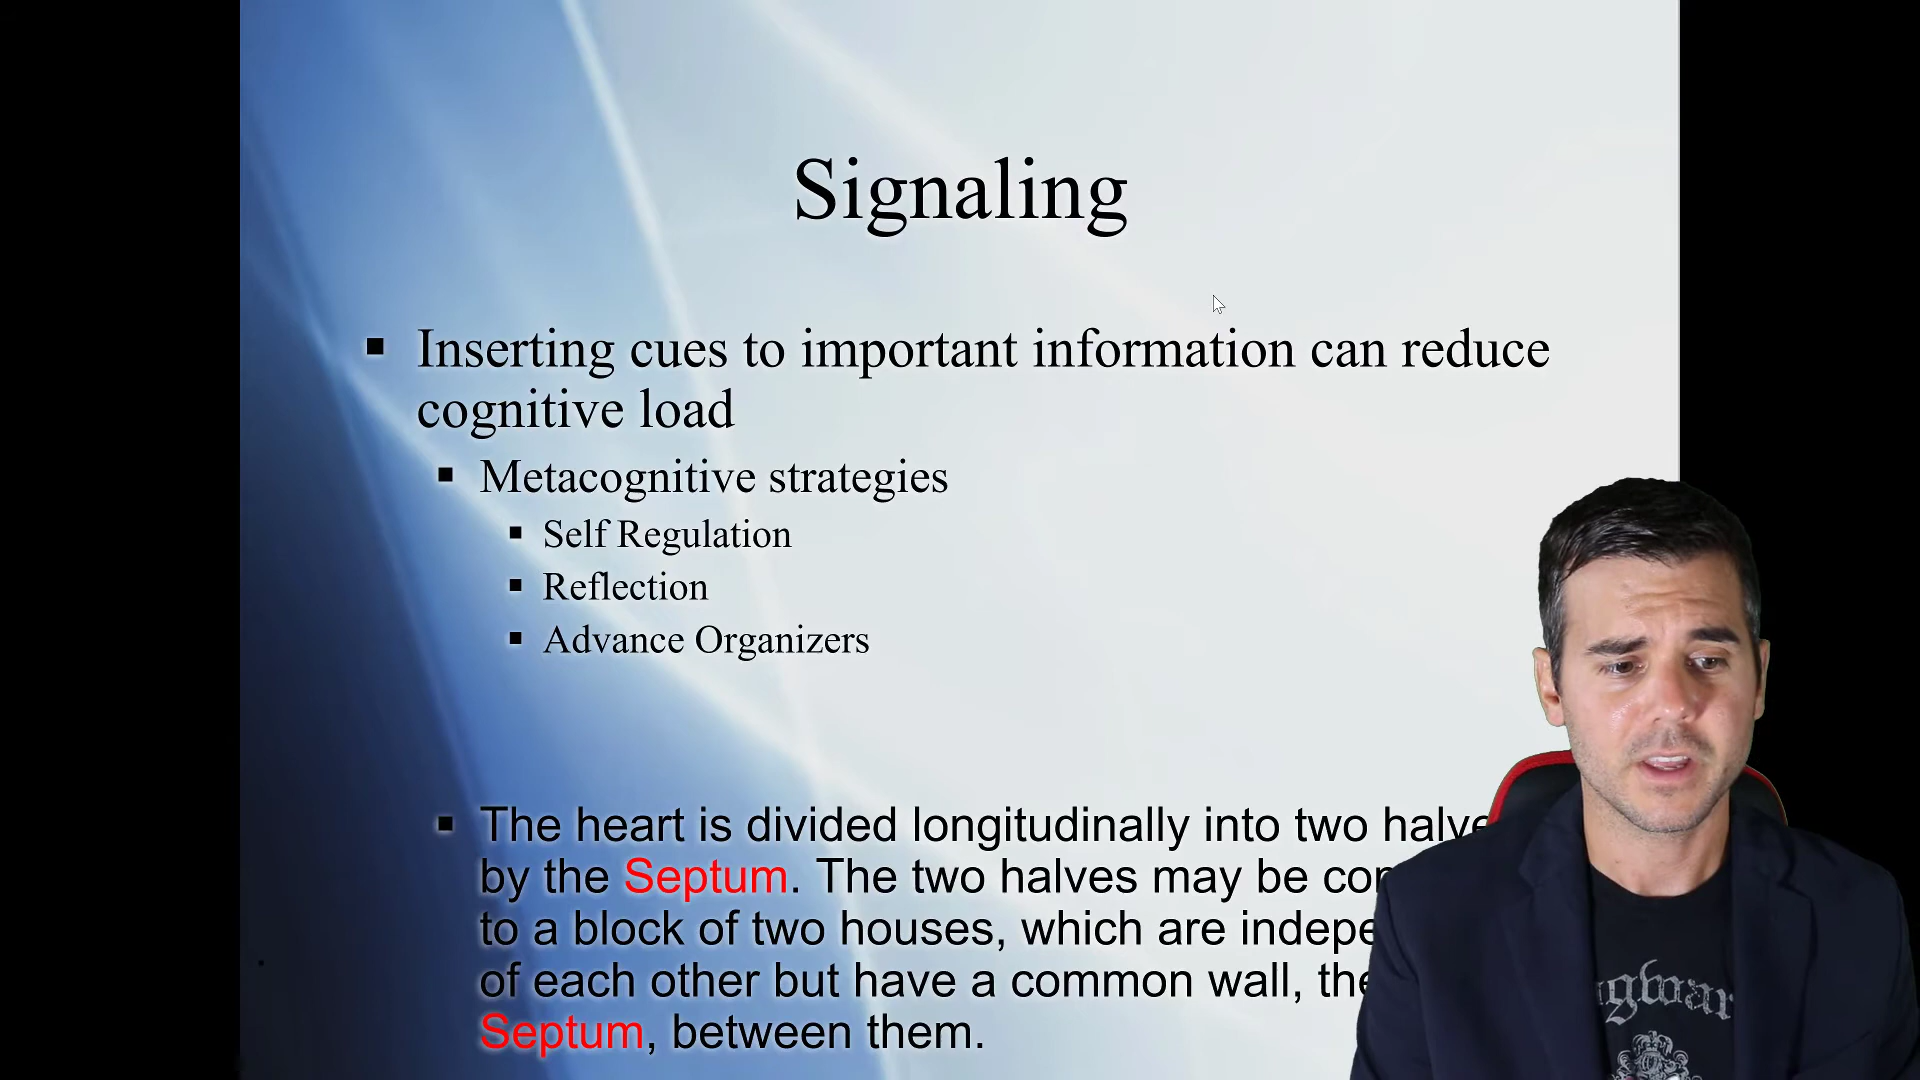 Signaling
Inserting cues to important information can reduce
cognitive load
Metacognitive strategies
Self Regulation
Reflection
Advance Organizers
The heart is divided longitudinally into two
by the Septum. The two halves may be
to a block of two houses, which are
of each other but have a common wall,
Septum, between them.